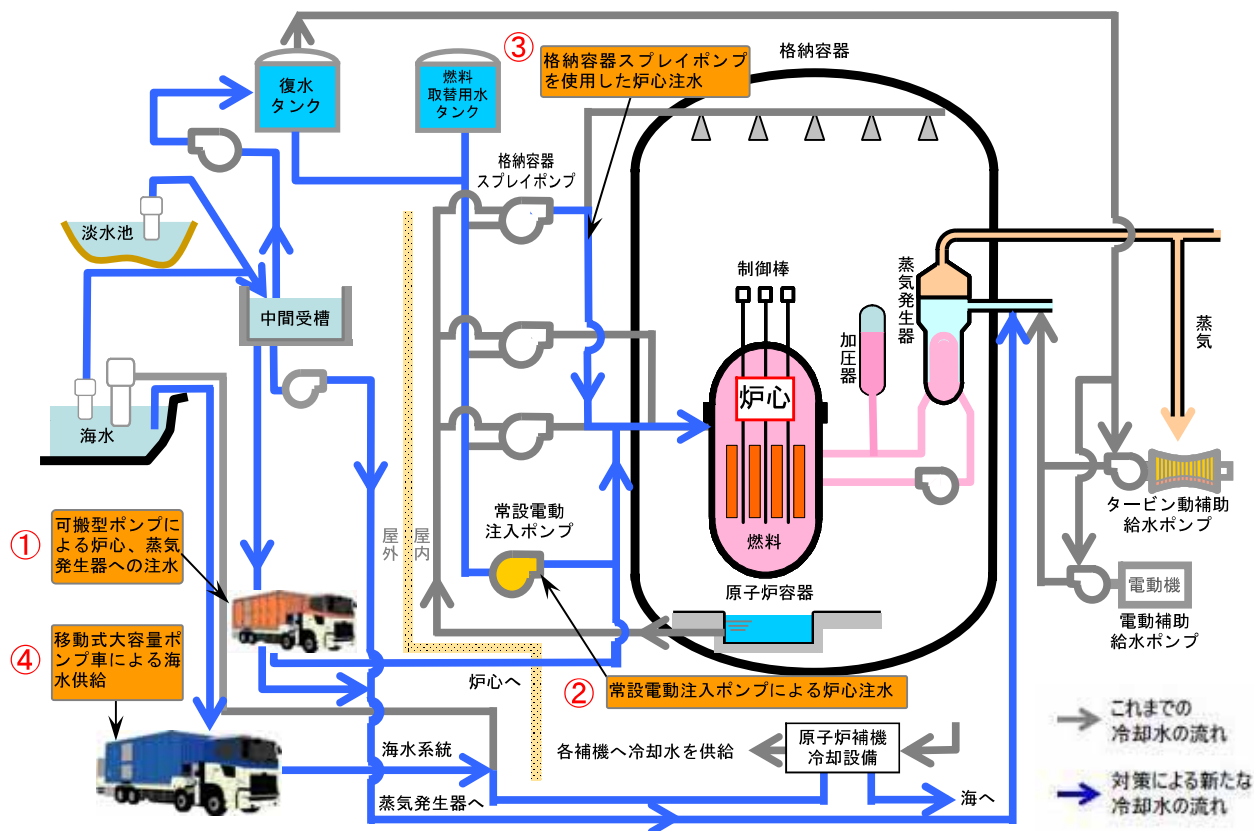 ③
格納容器スプレイポンプ
を使用した炉心注水
格納容器
復水
タンク
燃料
取替用水
タンク
格納容器
スプレイポンプ
淡水池
中間受槽
海水
制御棒
蒸気発生器
加圧器
蒸気
炉心
燃料
原子炉容器
タービン動補助
給水ポンプ
電動機
電動補助
給水ポンプ
常設電動
注入ポンプ
屋外
屋内
①
可搬型ポンプに
よる炉心、蒸気
発生器への注水
④
移動式大容量ポ
ンプ車による海
水供給
炉心へ
②
常設電動注入ポンプによる炉心注水
海水系統
蒸気発生器へ
各補機へ冷却水を供給
原子炉補機
冷却設備
海へ
これまでの
冷却水の流れ
対策による新たな
冷却水の流れ